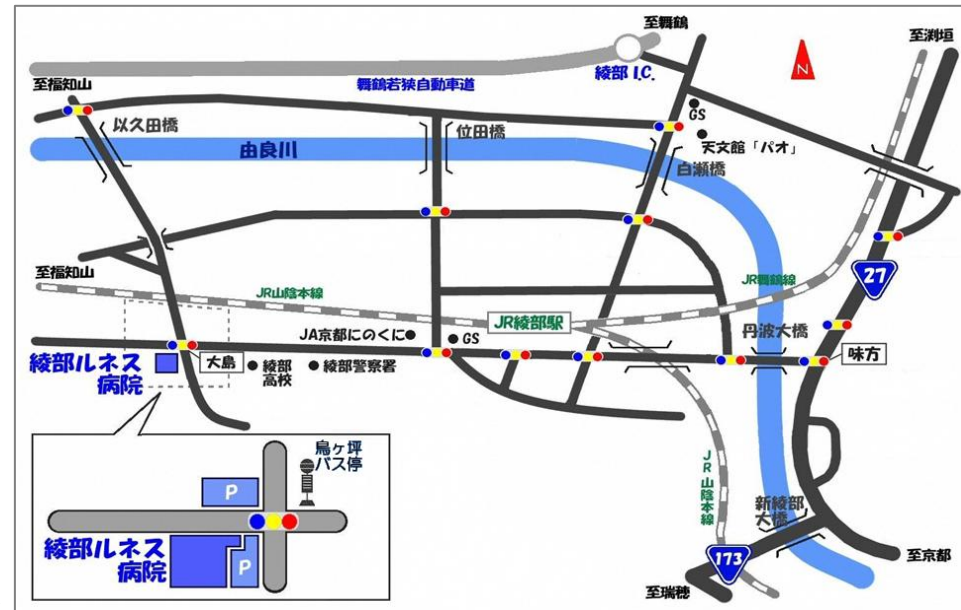 至舞鶴
至渕垣
N
綾部 I.C.
至福知山
舞鶴若狭自動車道
GS
以久田橋
位田橋
天文館「パオ」
由良川
白瀬橋
27
至福知山
JR山陰本線
JR舞鶴線
JR綾部駅
JA京都にのくに
GS
丹波大橋
味方
大島
綾部ルネス
病院
綾部
高校
綾部警察署
烏ヶ坪
バス停
P
JR山陰本線
新綾部
大橋
綾部ルネス
病院
P
173
至京都
至瑞穂